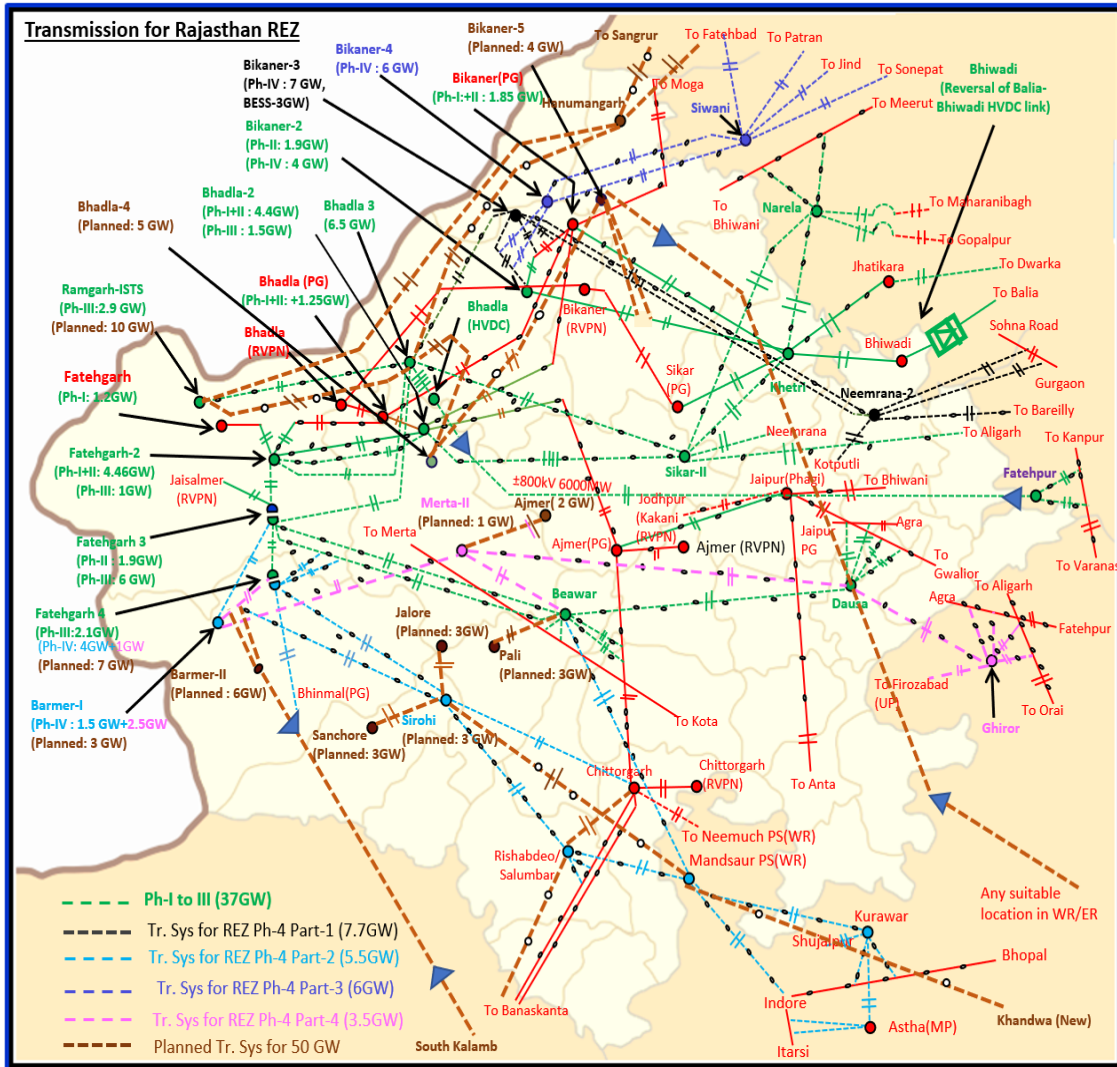 Transmission for Rajasthan REZ
Bikaner-5
(Planned: 4 GW)
To Sangrur
Bikaner-4
(Ph-IV: 6 GW)
Bikaner-3
(Ph-IV : 7 GW,
BESS-3GW)
Bikaner(PG)
(Ph-I:+II : 1.85 GW)
To Moga
Hanumangarh
To Fatehbad
To Patran
To Jind
To Sonepat
Siwani
To Meerut
Bhiwadi
(Reversal of Balia-
Bhiwadi HVDC link)
Bikaner-2
(Ph-II: 1.9GW)
(Ph-IV : 4 GW)
Bhadla-2
(Ph-I+II : 4.4GW)
(Ph-III : 1.5GW)
Bhadla 3
(6.5 GW)
Bhadla-4
(Planned: 5 GW)
To
Bhiwani
Narela
To Maharanibagh
To Gopalpur
Jhatikara
To Dwarka
To Balia
Ramgarh-ISTS
(Ph-III:2.9 GW)
(Planned: 10 GW)
Bhadla (PG)
(Ph-I+II: +1.25GW)
Bhadla
(HVDC)
Bikaner
(RVPN)
Bhadla
(RVPN)
Sikar
(PG)
Khetri
Bhiwadi
Sohna Road
Gurgaon
Neemrana-2
To Bareilly
Fatehgarh
(Ph-I: 1.2GW)
Fatehgarh-2
(Ph-I+II: 4.46GW)
(Ph-III: 1GW)
Sikar-II
Neemrana
To Aligarh
Kotputli
To Kanpur
Fatehpur
Jaisalmer
(RVPN)
±800kV 6000MW
Merta-II
(Planned: 1 GW)
Ajmer( 2 GW)
Jodhpur
(Kakani
(RVPN)
Jaipur(Phagi)
To Bhiwani
To Merta
Ajmer(PG)
Ajmer (RVPN)
Jaipur
PG
Agra
To
Gwalior
To Varanas
Fatehgarh 3
(Ph-II : 1.9GW)
(Ph-III: 6 GW)
Fatehgarh 4
(Ph-III:2.1GW)
(Ph-IV: 4GW+1GW
(Planned: 7 GW)
Beawar
Dausa
To Aligarh
Agra
Fatehpur
Jalore
(Planned: 3GW)
Pali
(Planned: 3GW)
Barmer-II
(Planned : 6GW)
Bhinmal(PG)
Barmer-I
(Ph-IV : 1.5 GW+2.5GW
(Planned: 3 GW)
Sanchore
(Planned: 3GW)
Sirohi
(Planned: 3 GW)
To Kota
To Firozabad
(UP)
Ghiror
To Orai
Chittorgarh
Chittorgarh
(RVPN)
To Anta
To Neemuch PS(WR)
Mandsaur PS(WR)
Rishabdeo/
Salumbar
Any suitable
location in WR/ER
Kurawar
Shujalpur
Bhopal
Indore
Astha(MP)
Itarsi
Khandwa (New)
To Banaskanta
South Kalamb
Ph-I to III (37GW)
Tr. Sys for REZ Ph-4 Part-1 (7.7GW)
Tr. Sys for REZ Ph-4 Part-2 (5.5GW)
Tr. Sys for REZ Ph-4 Part-3 (6GW)
Tr. Sys for REZ Ph-4 Part-4 (3.5GW)
Planned Tr. Sys for 50 GW